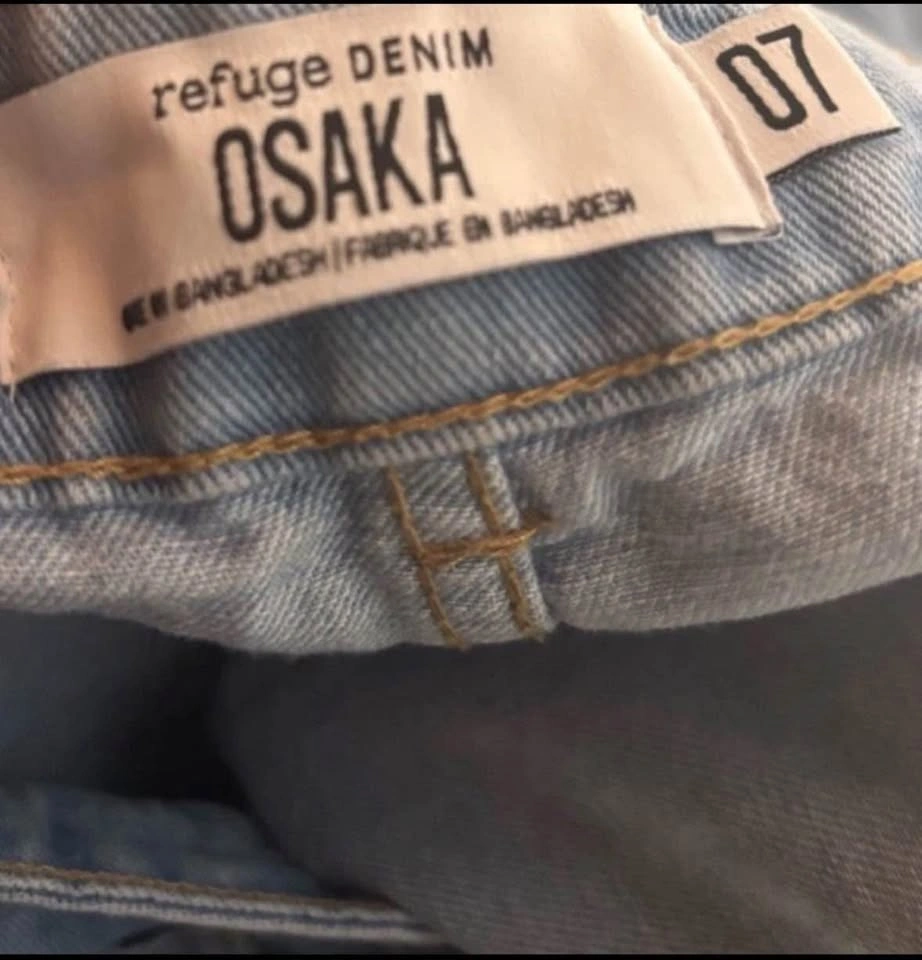 refuge DENIM
07
OSAKA
BANGLADESH | FABRIQUE EN BANGLADESH